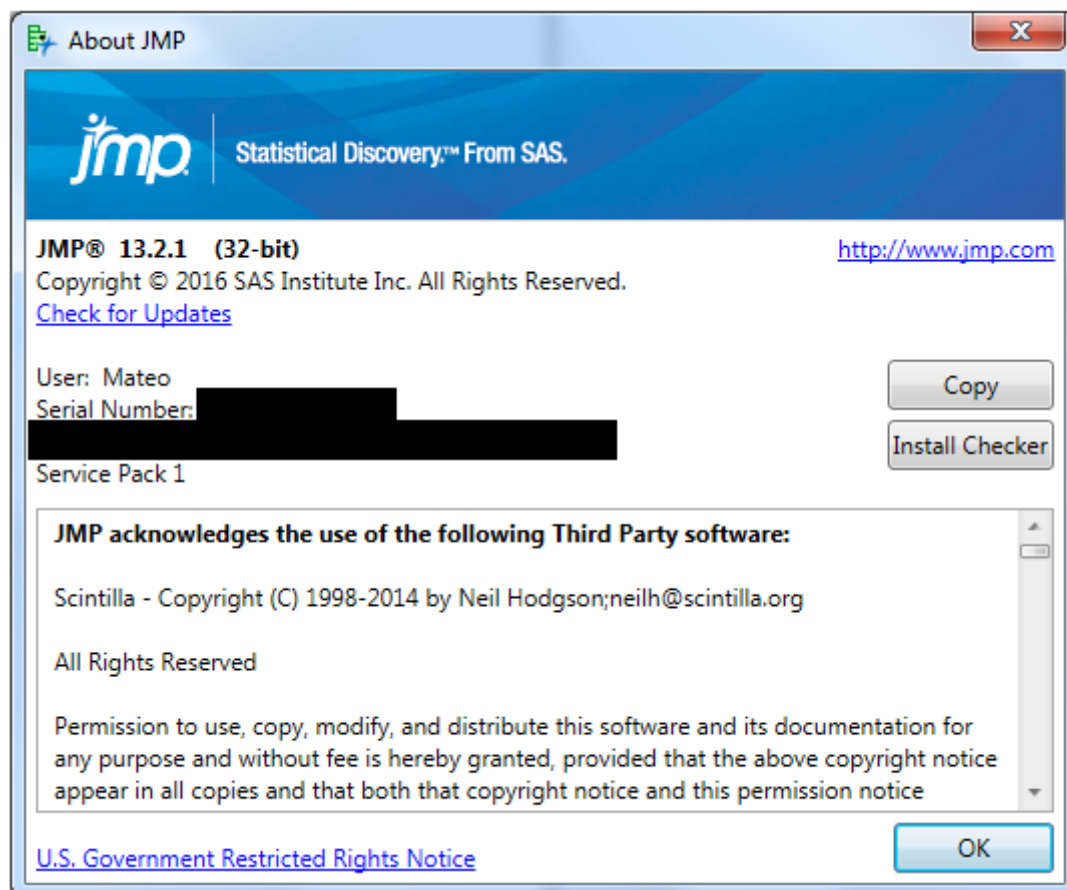 About JMP
jmp Statistical Discovery.™ From SAS.
JMP® 13.2.1 (32-bit) http://www.jmp.com
Copyright © 2016 SAS Institute Inc. All Rights Reserved.
Check for Updates
User: Mateo
Copy
Serial Number:
Install Checker
Service Pack 1
JMP acknowledges the use of the following Third Party software:
Scintilla - Copyright (C) 1998-2014 by Neil Hodgson;neilh@scintilla.org
All Rights Reserved
Permission to use, copy, modify, and distribute this software and its documentation for
any purpose and without fee is hereby granted, provided that the above copyright notice
appear in all copies and that both that copyright notice and this permission notice
U.S. Government Restricted Rights Notice
OK